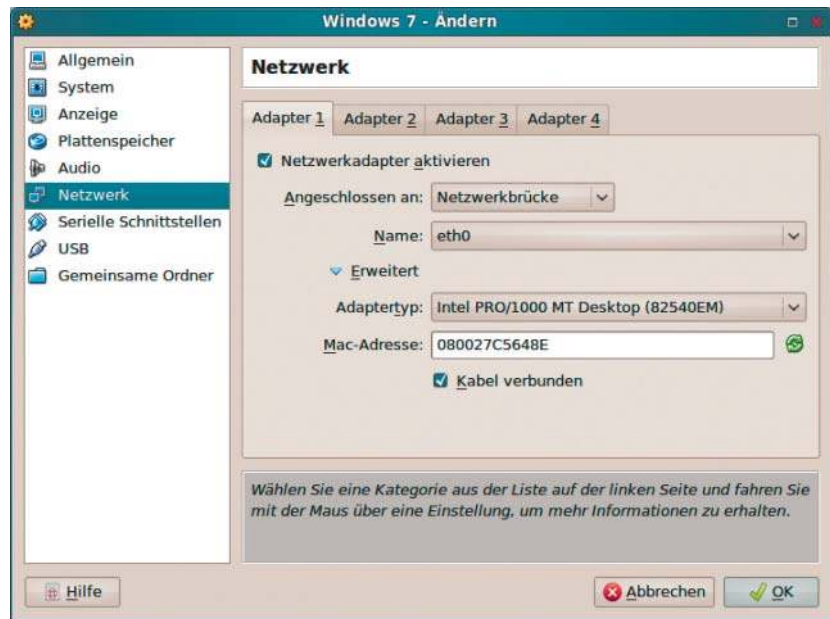 Windows 7 - Ändern
Allgemein
System
Anzeige
Plattenspeicher
Audio
Netzwerk
Serielle Schnittstellen
USB
Gemeinsame Ordner
Netzwerk
Adapter 1 Adapter 2 Adapter 3 Adapter 4
Netzwerkadapter aktivieren
Angeschlossen an: Netzwerkbrücke
Name: eth0
Erweitert
Adaptertyp: Intel PRO/1000 MT Desktop (82540EM)
Mac-Adresse: 080027C5648E
Kabel verbunden
Wählen Sie eine Kategorie aus der Liste auf der linken Seite und fahren Sie
mit der Maus über eine Einstellung, um mehr Informationen zu erhalten.
Hilfe
Abbrechen
OK